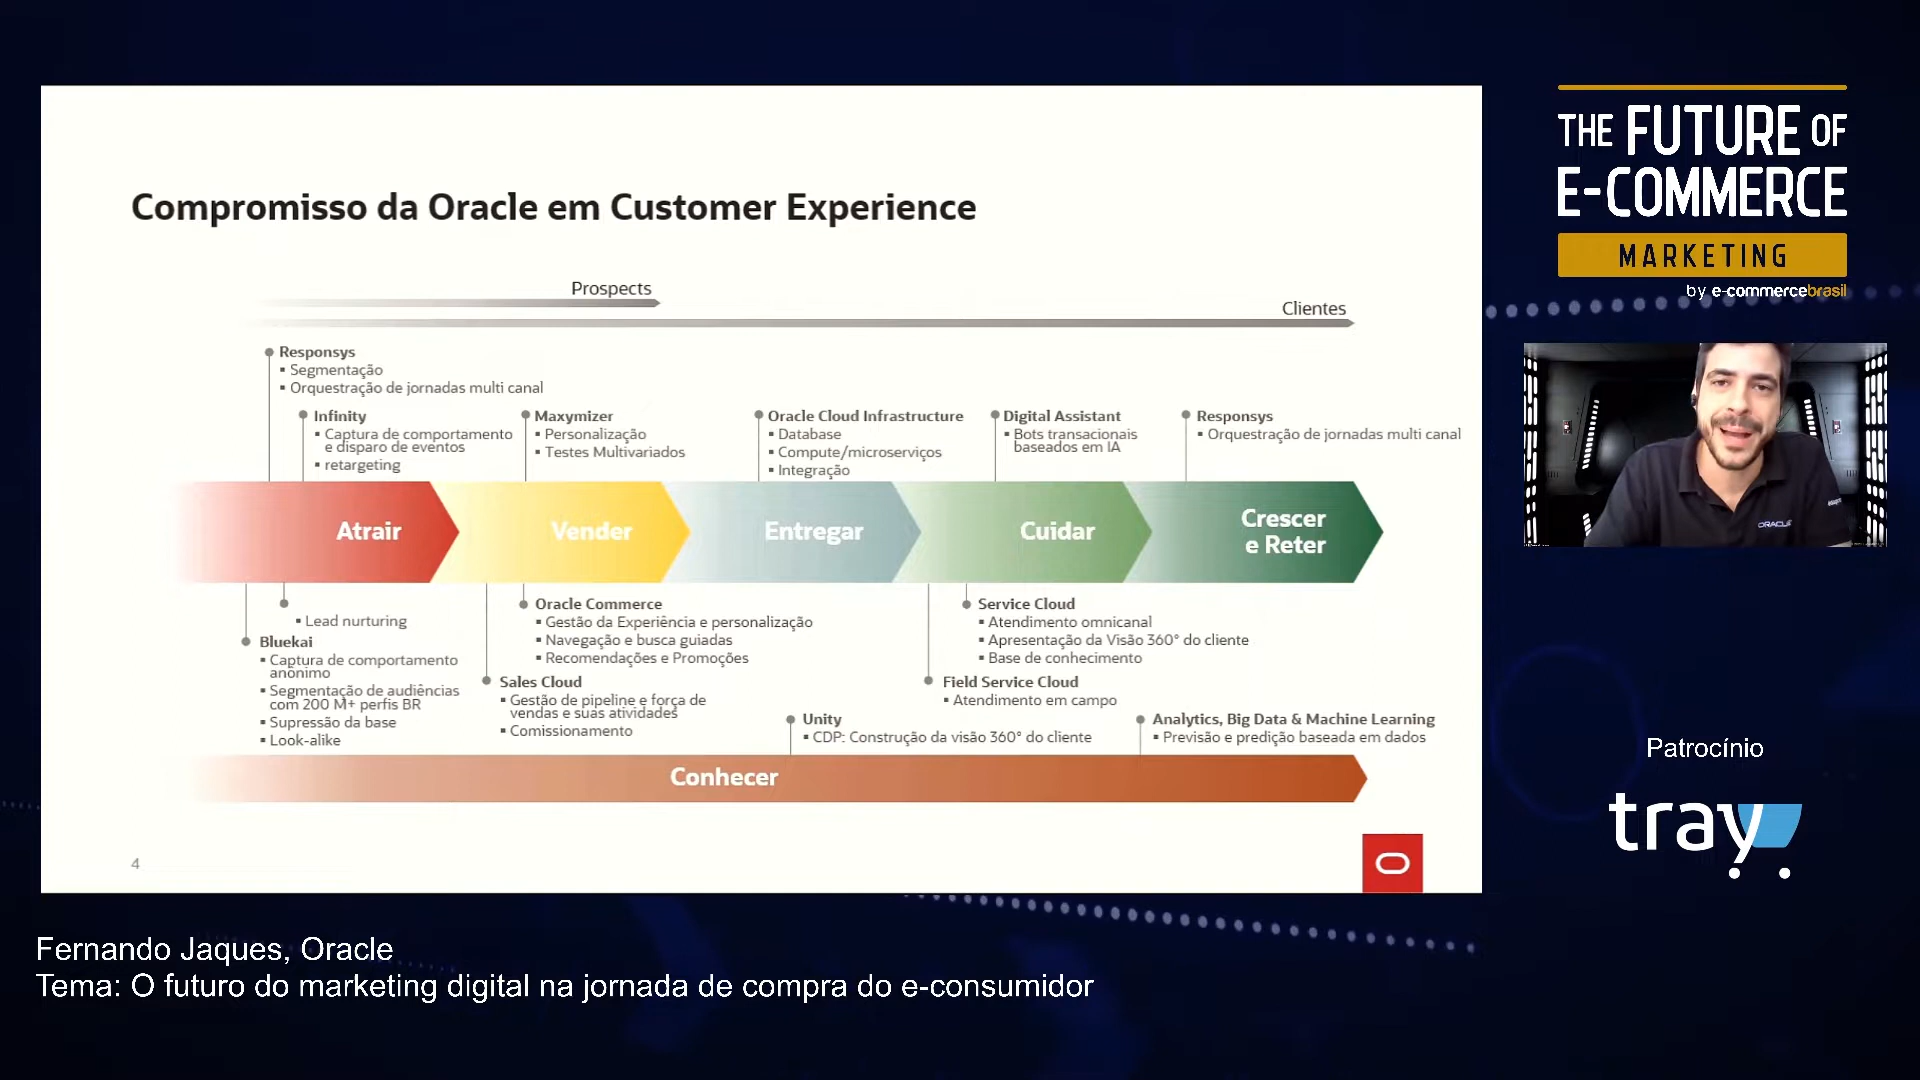 Compromisso da Oracle em Customer Experience
Prospects
Clientes
Responsys
▪ Segmentação
▪ Orquestração de jornadas multi canal
Infinity
▪ Captura de comportamento
e disparo de eventos
▪ retargeting
Maxymizer
▪ Personalização
▪ Testes Multivariados
Oracle Cloud Infrastructure
▪ Database
▪ Compute/microserviços
▪ Integração
Digital Assistant
▪ Bots transacionais
baseados em IA
Responsys
▪ Orquestração de jornadas multi canal
Atrair
Vender
Entregar
Cuidar
Crescer
e Reter
▪ Lead nurturing
Bluekai
▪ Captura de comportamento
anônimo
▪ Segmentação de audiências
com 200 M+ perfis BR
▪ Supressão da base
▪ Look-alike
Oracle Commerce
▪ Gestão da Experiência e personalização
▪ Navegação e busca guiadas
▪ Recomendações e Promoções
Sales Cloud
▪ Gestão de pipeline e força de
vendas e suas atividades
▪ Comissionamento
Service Cloud
▪ Atendimento omnicanal
▪ Apresentação da Visão 360° do cliente
▪ Base de conhecimento
Field Service Cloud
▪ Atendimento em campo
Unity
▪ CDP: Construção da visão 360° do cliente
Analytics, Big Data & Machine Learning
▪ Previsão e predição baseada em dados
Conhecer
4
THE FUTURE OF
E-COMMERCE
MARKETING
by e-commercebrasil
ORACLE
Patrocínio
tray
Fernando Jaques, Oracle
Tema: O futuro do marketing digital na jornada de compra do e-consumidor